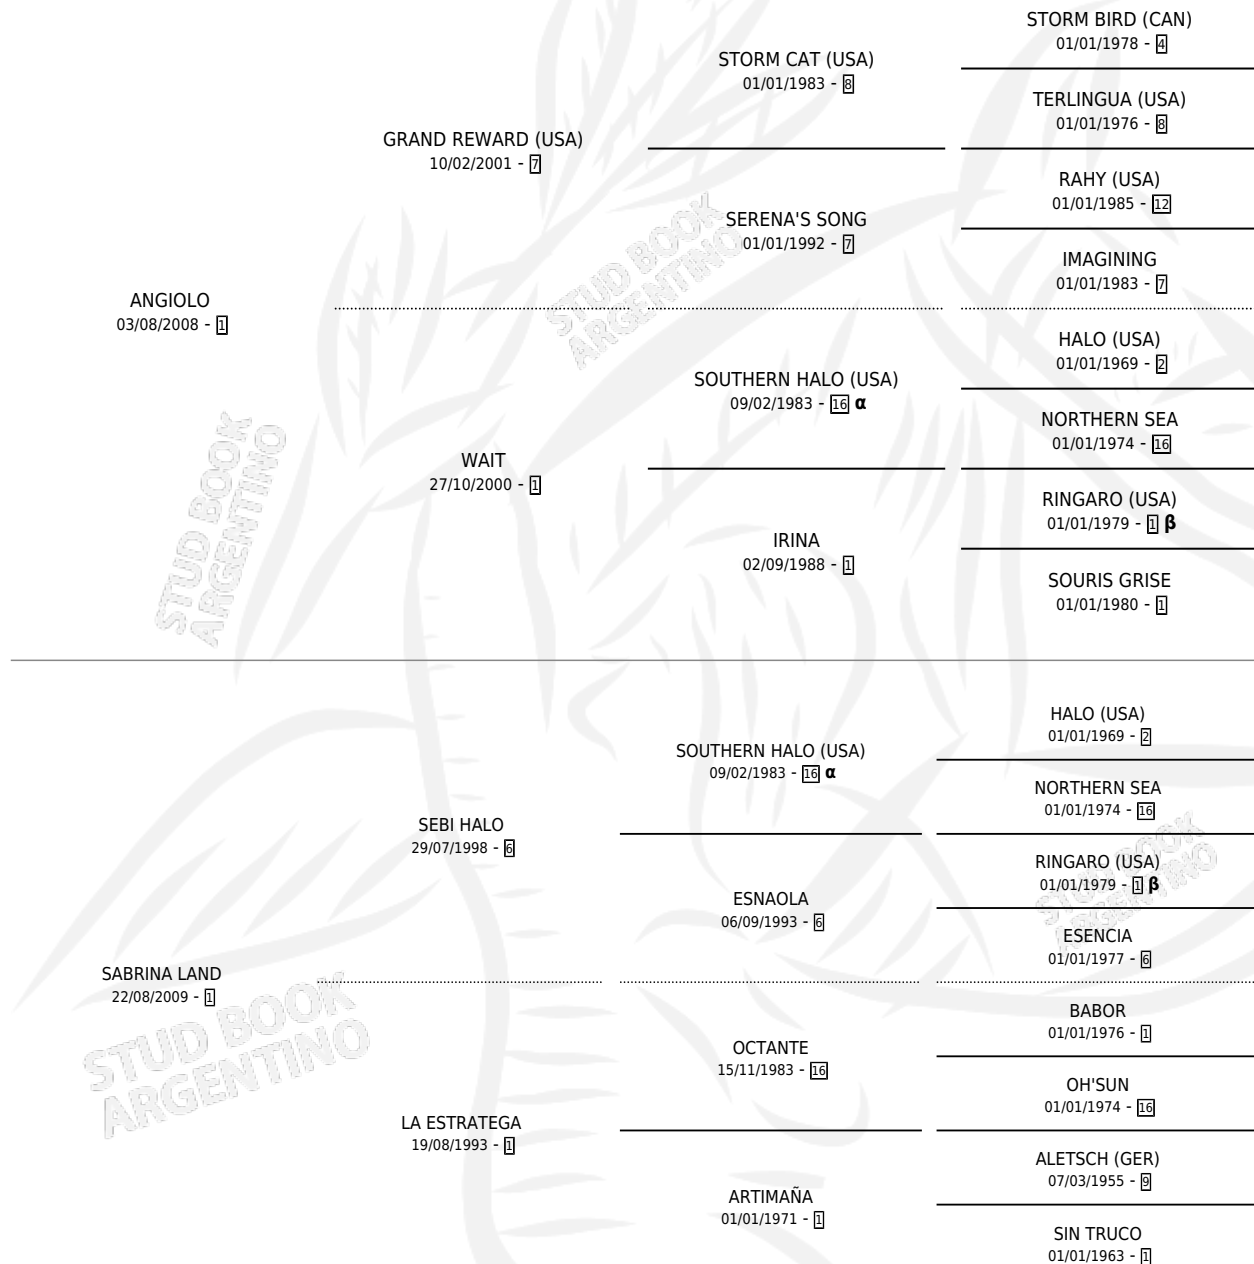 STORM BIRD (CAN)
01/01/1978 - 4
STORM CAT (USA)
01/01/1983 - 8
TERLINGUA (USA)
01/01/1976 - 8
GRAND REWARD (USA)
10/02/2001 - 7
RAHY (USA)
01/01/1985 - 12
SERENA'S SONG
01/01/1992 - 7
IMAGINING
01/01/1983 - 7
ANGIOLO
03/08/2008 - 1
HALO (USA)
01/01/1969 - 2
SOUTHERN HALO (USA)
09/02/1983 - 16 α
NORTHERN SEA
01/01/1974 - 16
WAIT
27/10/2000 - 1
RINGARO (USA)
01/01/1979 - 1 β
IRINA
02/09/1988 - 1
SOURIS GRISE
01/01/1980 - 1
STUD BOOK
ARGENTINO
STUD BOOK
ARGENTINO
HALO (USA)
01/01/1969 - 2
SOUTHERN HALO (USA)
09/02/1983 - 16 α
NORTHERN SEA
01/01/1974 - 16
SEBI HALO
29/07/1998 - 6
RINGARO (USA)
01/01/1979 - 1 β
ESNAOLA
06/09/1993 - 6
ESENCIA
01/01/1977 - 6
SABRINA LAND
22/08/2009 - 1
BABOR
01/01/1976 - 1
OCTANTE
15/11/1983 - 16
OH'SUN
01/01/1974 - 16
LA ESTRATEGA
19/08/1993 - 1
ALETSCH (GER)
07/03/1955 - 9
ARTIMAÑA
01/01/1971 - 1
SIN TRUCO
01/01/1963 - 1
STUD BOOK
ARGENTINO
STUD BOOK
ARGENTINO